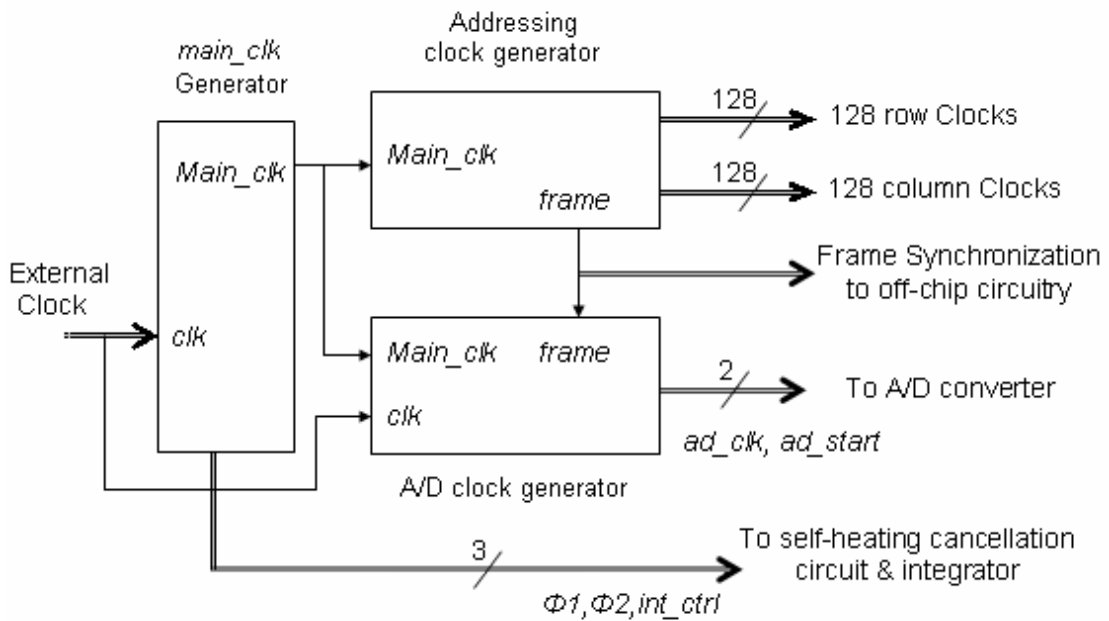 Addressing
clock generator
main_clk
Generator
128
128 row Clocks
Main_clk
Main_clk
128
128 column Clocks
frame
External
Clock
Frame Synchronization
to off-chip circuitry
clk
Main_clk
frame
2
To A/D converter
clk
ad_clk, ad_start
A/D clock generator
3
To self-heating cancellation
circuit & integrator
Φ1,Φ2,int_ctrl